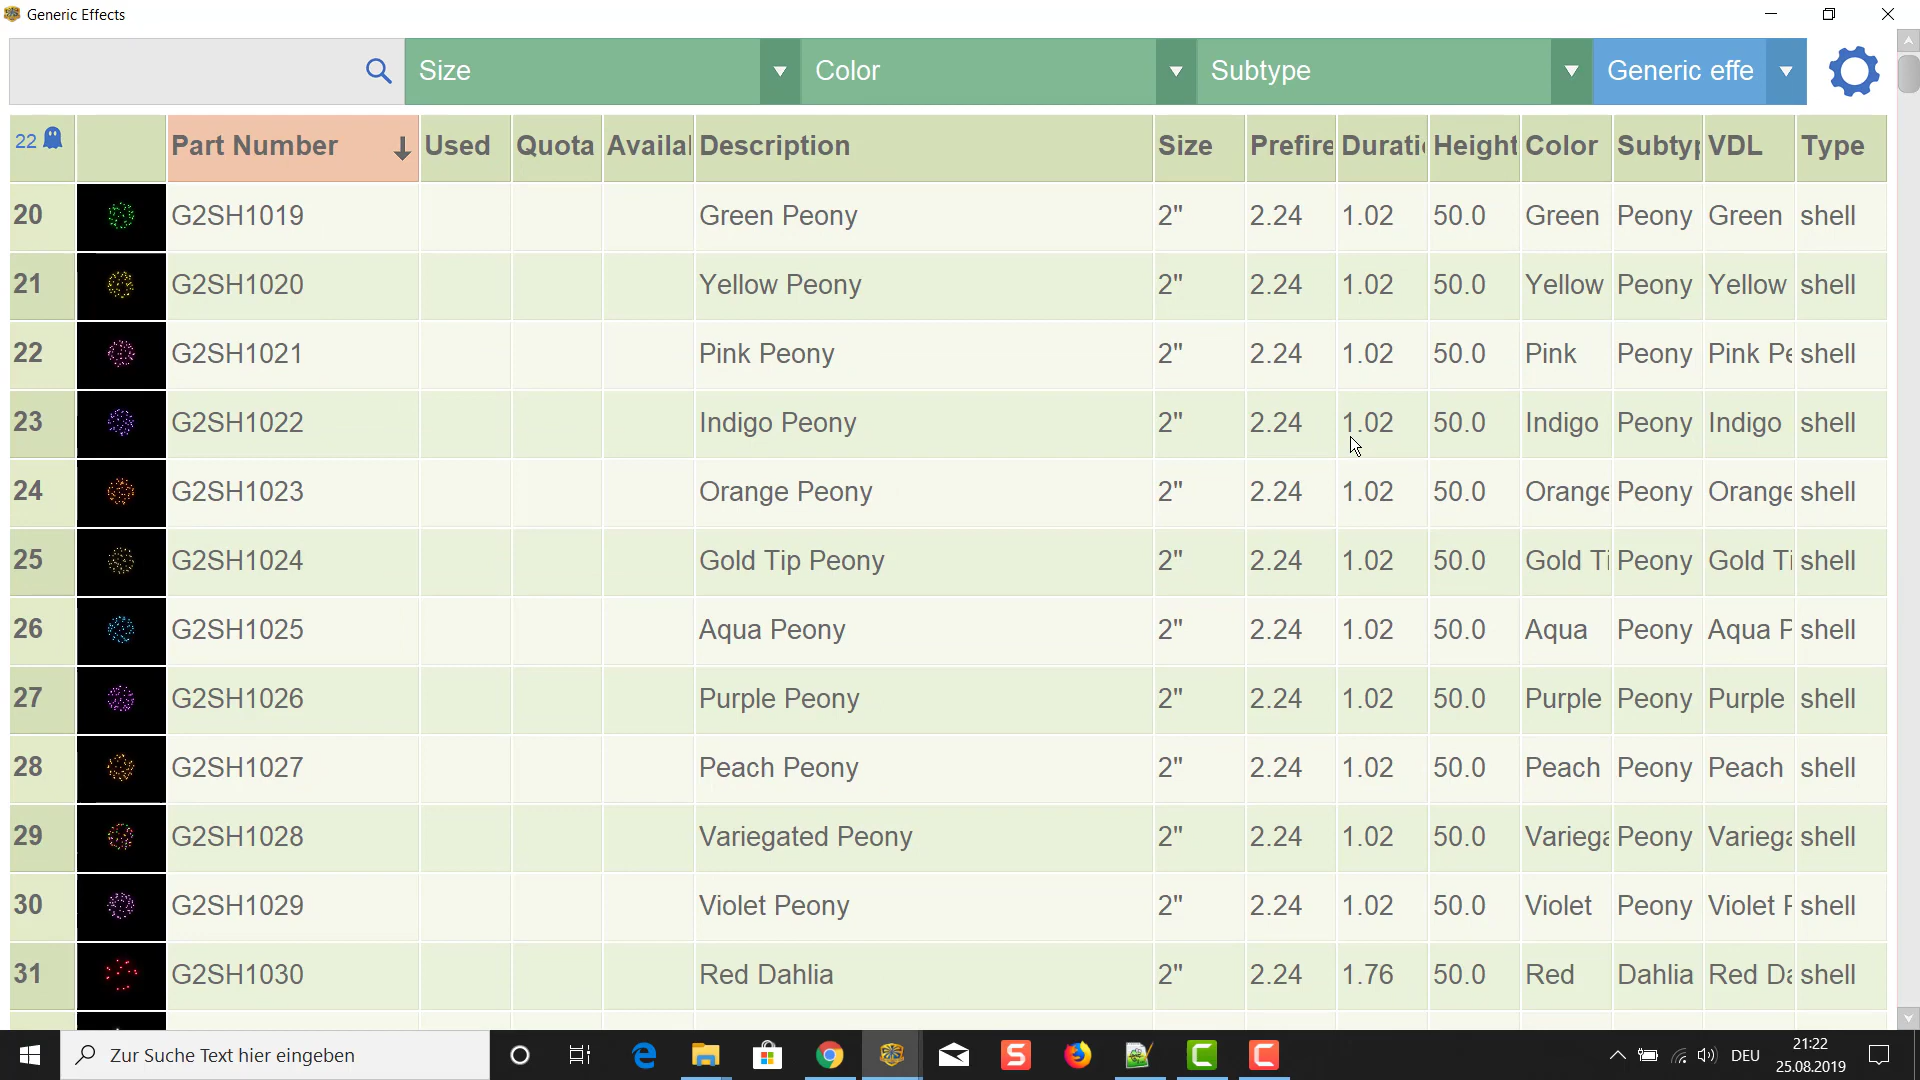 Generic Effects
Size Color Subtype Generic effe
22 Part Number Used Quota Availal Description Size Prefire Durati Height Color Subtyp VDL Type
20 G2SH1019 Green Peony 2" 2.24 1.02 50.0 Green Peony Green shell
21 G2SH1020 Yellow Peony 2" 2.24 1.02 50.0 Yellow Peony Yellow shell
22 G2SH1021 Pink Peony 2" 2.24 1.02 50.0 Pink Peony Pink Pe shell
23 G2SH1022 Indigo Peony 2" 2.24 1.02 50.0 Indigo Peony Indigo shell
24 G2SH1023 Orange Peony 2" 2.24 1.02 50.0 Orange Peony Orange shell
25 G2SH1024 Gold Tip Peony 2" 2.24 1.02 50.0 Gold Ti Peony Gold Ti shell
26 G2SH1025 Aqua Peony 2" 2.24 1.02 50.0 Aqua Peony Aqua P shell
27 G2SH1026 Purple Peony 2" 2.24 1.02 50.0 Purple Peony Purple shell
28 G2SH1027 Peach Peony 2" 2.24 1.02 50.0 Peach Peony Peach shell
29 G2SH1028 Variegated Peony 2" 2.24 1.02 50.0 Variega Peony Variega shell
30 G2SH1029 Violet Peony 2" 2.24 1.02 50.0 Violet Peony Violet P shell
31 G2SH1030 Red Dahlia 2" 2.24 1.76 50.0 Red Dahlia Red Da shell
Zur Suche Text hier eingeben DEU 21:22
25.08.2019